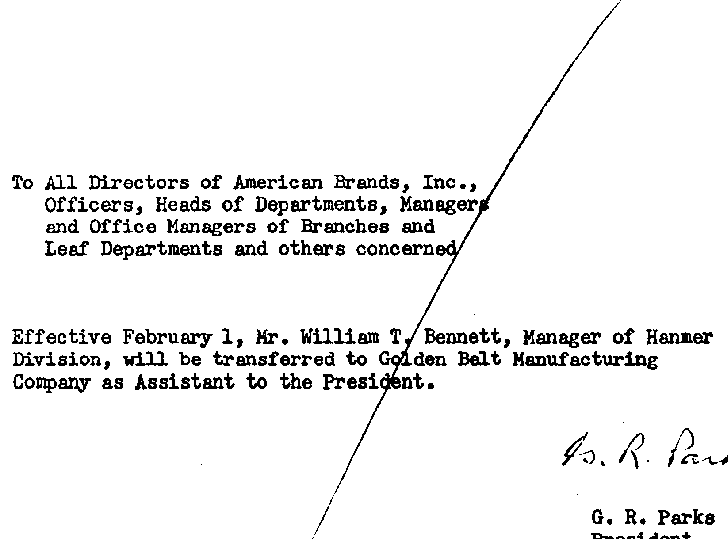 To All Directors of American Brands, Inc.,
Officers, Heads of Departments, Managers
and Office Managers of Branches and
Leaf Departments and others concerned
Effective February 1, Mr. William T. Bennett, Manager of Hanmer
Division, will be transferred to Golden Belt Manufacturing
Company as Assistant to the President.
G. R. Par
G. R. Parks
President